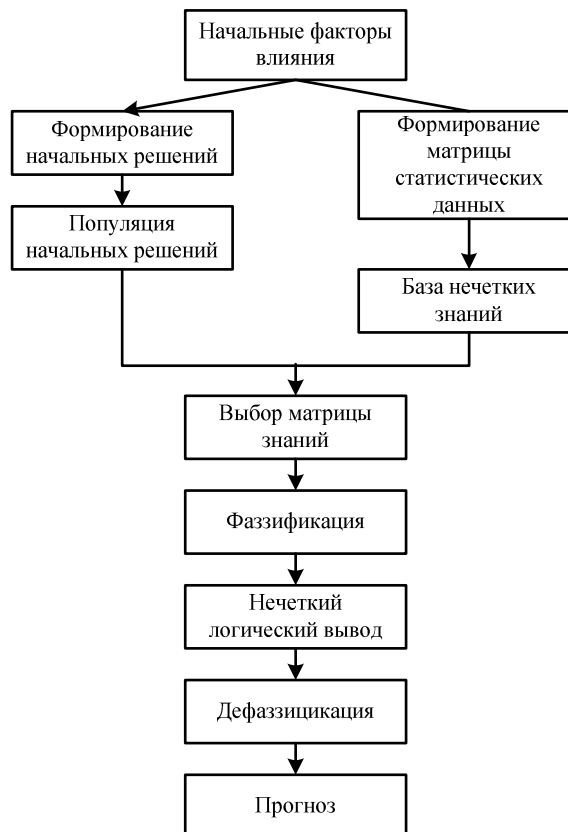 Начальные факторы
влияния
Формирование
начальных решений
Формирование
матрицы
статистических
данных
Популяция
начальных решений
База нечетких
знаний
Выбор матрицы
знаний
Фаззификация
Нечеткий
логический вывод
Дефаззицикация
Прогноз